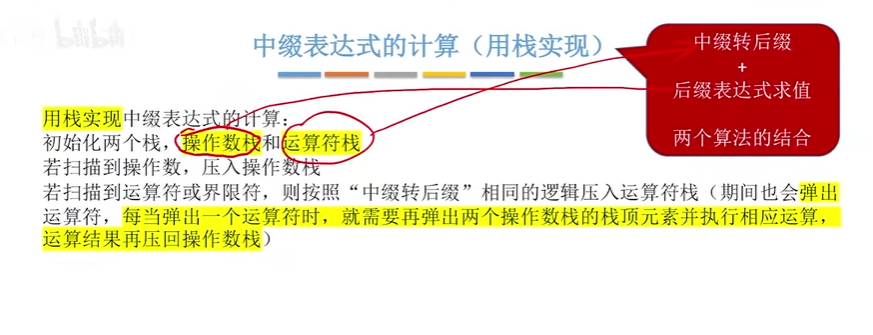 bilibili
中缀表达式的计算（用栈实现）
中缀转后缀
+
后缀表达式求值
两个算法的结合
用栈实现中缀表达式的计算：
初始化两个栈，操作数栈和运算符栈
若扫描到操作数，压入操作数栈
若扫描到运算符或界限符，则按照“中缀转后缀”相同的逻辑压入运算符栈（期间也会弹出
运算符，每当弹出一个运算符时，就需要再弹出两个操作数栈的栈顶元素并执行相应运算，
运算结果再压回操作数栈）